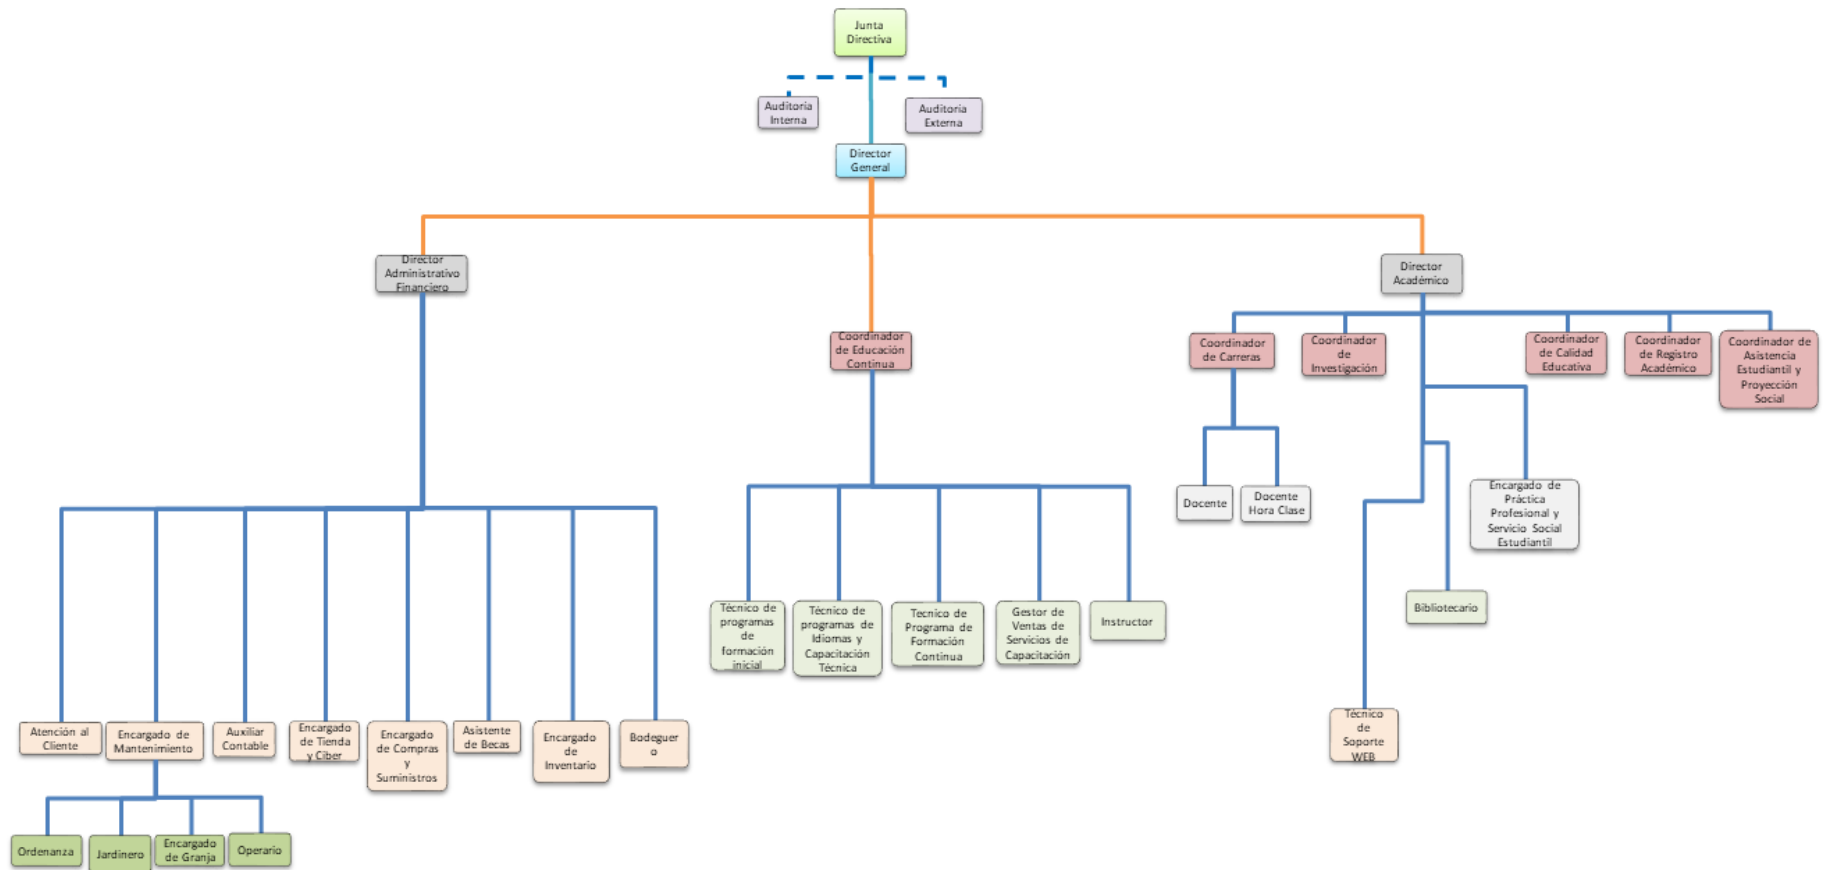 Junta
Directiva
Auditoria
Interna
Auditoria
Externa
Director
General
Director
Administrativo
Financiero
Director
Académico
Coordinador
de Educación
Continua
Coordinador
de Carreras
Coordinador
de
Investigación
Coordinador
de Calidad
Educativa
Coordinador
de Registro
Académico
Coordinador de
Asistencia
Estudiantil y
Proyección
Social
Docente
Docente
Hora Clase
Encargado de
Práctica
Profesional y
Servicio Social
Estudiantil
Bibliotecario
Técnico de
programas
de
formación
inicial
Técnico de
programas de
Idiomas y
Capacitación
Técnica
Tecnico de
Programa de
Formación
Continua
Gestor de
Ventas de
Servicios de
Capacitación
Instructor
Técnico
de
Soporte
WEB
Atención al
Cliente
Encargado de
Mantenimiento
Auxiliar
Contable
Encargado
de Tienda
y Ciber
Encargado
de Compras
y
Suministros
Asistente
de Becas
Encargado
de
Inventario
Bodeguer
o
Ordenanza
Jardinero
Encargado
de Granja
Operario